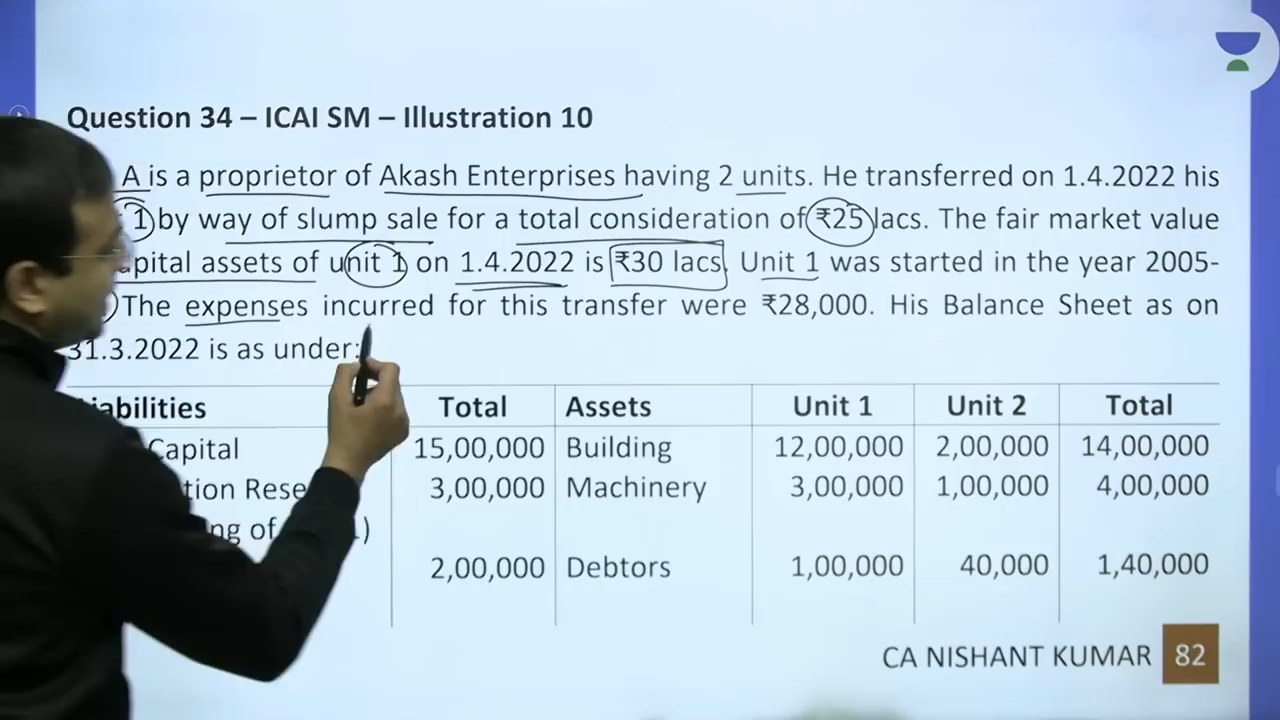 Question 34 – ICAI SM – Illustration 10
A is a proprietor of Akash Enterprises having 2 units. He transferred on 1.4.2022 his
1 by way of slump sale for a total consideration of ₹25 lacs. The fair market value
assets of unit 1 on 1.4.2022 is ₹30 lacs. Unit 1 was started in the year 2005-
The expenses incurred for this transfer were ₹28,000. His Balance Sheet as on
31.3.2022 is as under:
Liabilities Total Assets Unit 1 Unit 2 Total
Capital 15,00,000 Building 12,00,000 2,00,000 14,00,000
3,00,000 Machinery 3,00,000 1,00,000 4,00,000
of
2,00,000 Debtors 1,00,000 40,000 1,40,000
CA NISHANT KUMAR 82